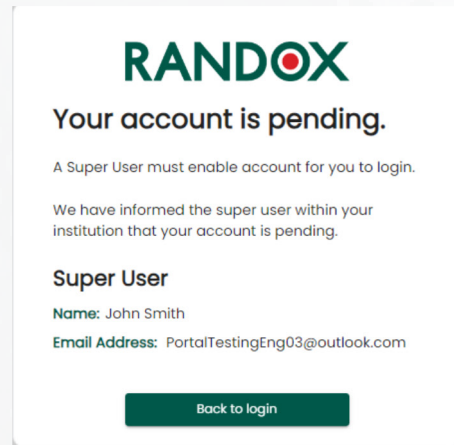 RANDOX
Your account is pending.
A Super User must enable account for you to login.
We have informed the super user within your
institution that your account is pending.
Super User
Name: John Smith
Email Address: PortalTestingEng03@outlook.com
Back to login